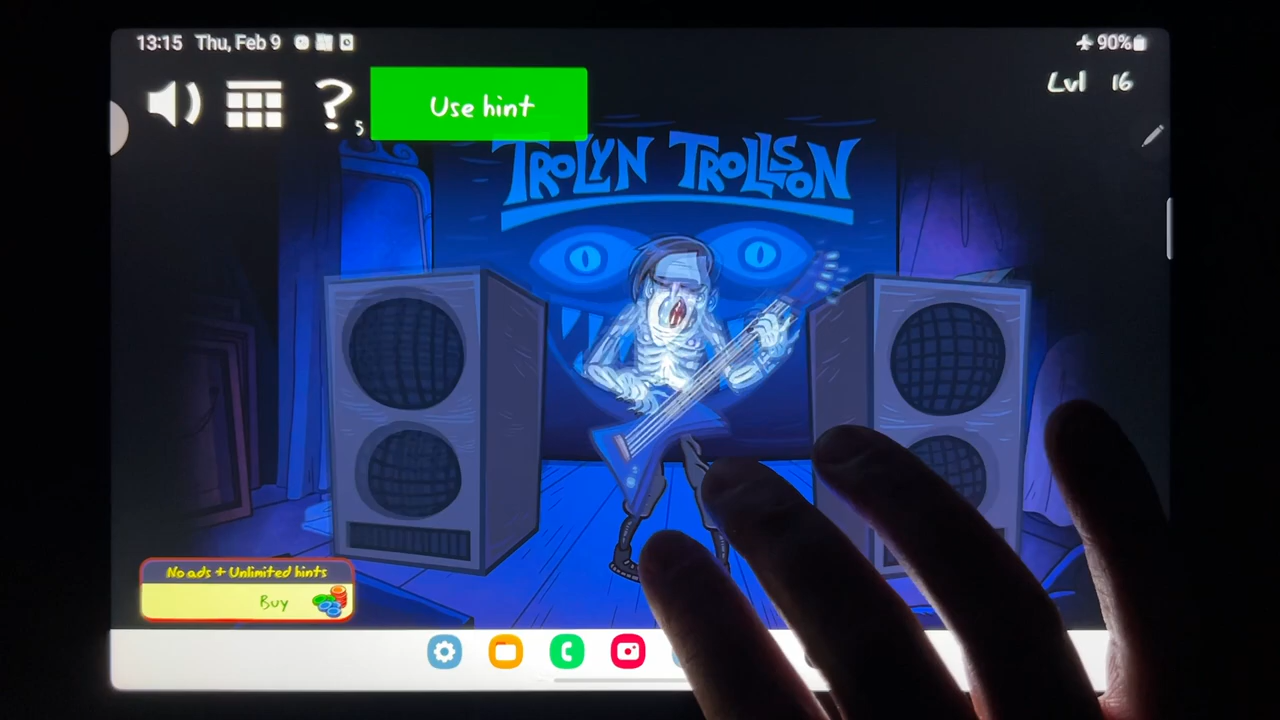 13:15 Thu, Feb 9
90%
? 5
Use hint
Lvl 16
TROLYN TROLLSON
No ads + Unlimited hints
Buy